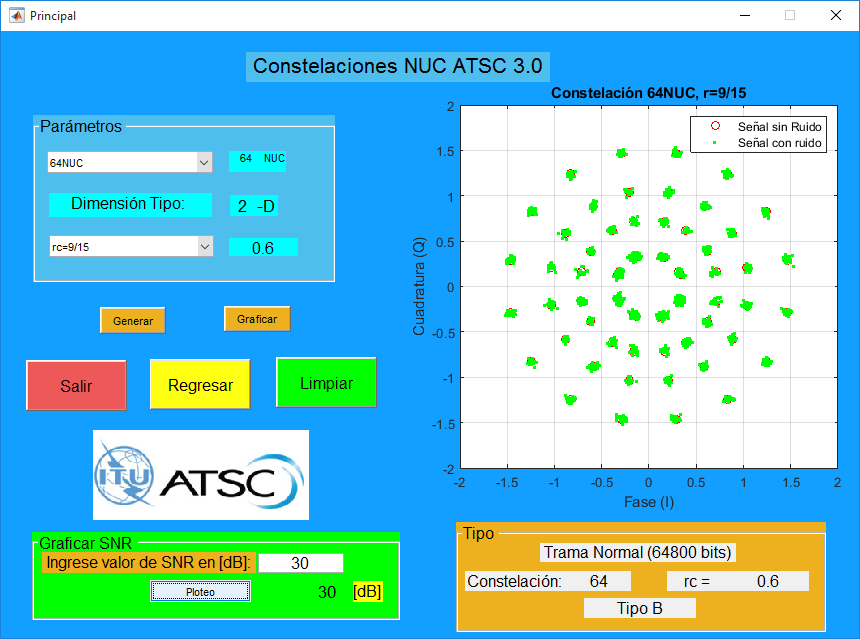 Principal
Constelaciones NUC ATSC 3.0
Parámetros
64NUC
64 NUC
Dimensión Tipo:
2 -D
rc=9/15
0.6
Generar
Graficar
Salir
Regresar
Limpiar
ITU ATSC
Graficar SNR
Ingrese valor de SNR en [dB]:
30
Ploteo
30 [dB]
Constelación 64NUC, r=9/15
Señal sin Ruido
Señal con ruido
Cuadratura (Q)
2
1.5
1
0.5
0
-0.5
-1
-1.5
-2
-2 -1.5 -1 -0.5 0 0.5 1 1.5 2
Fase (I)
Tipo
Trama Normal (64800 bits)
Constelación: 64 rc = 0.6
Tipo B